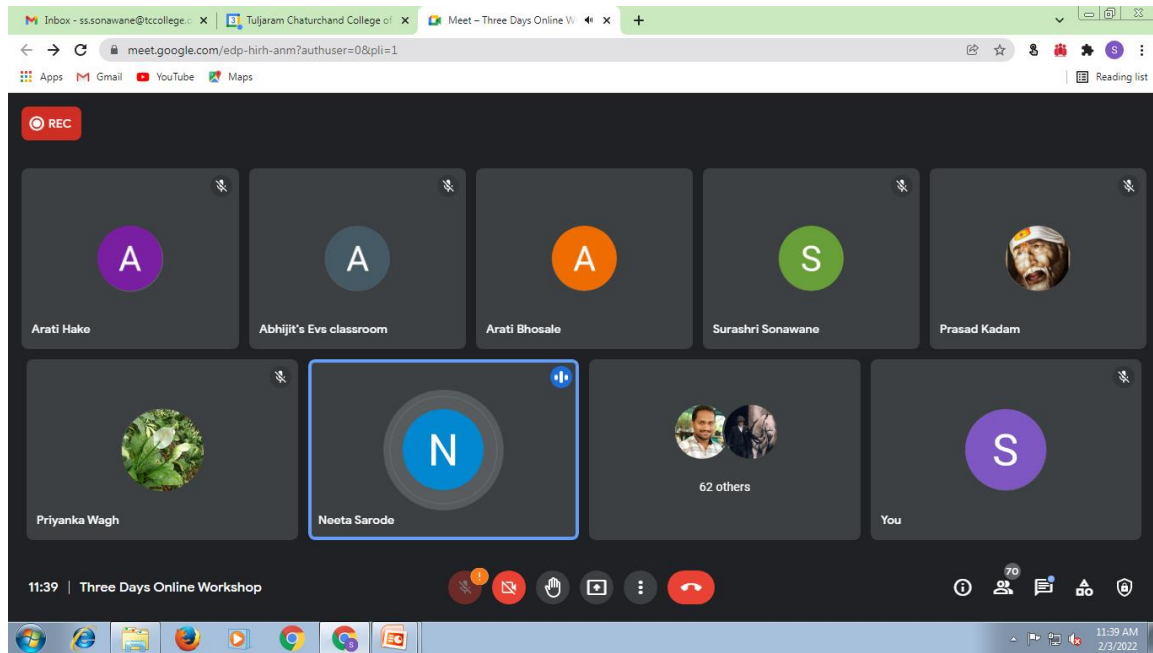 Inbox - ss.sonawane@tccollege.c
Tuljaram Chaturchand College of
Meet – Three Days Online W
meet.google.com/edp-hirh-anm?authuser=0&pli=1
S
Apps
Gmail
YouTube
Maps
Reading list
REC
A
Arati Hake
A
Abhijit's Evs classroom
A
Arati Bhosale
S
Surashri Sonawane
Prasad Kadam
Priyanka Wagh
N
Neeta Sarode
62 others
S
You
11:39 | Three Days Online Workshop
70
11:39 AM
2/3/2022